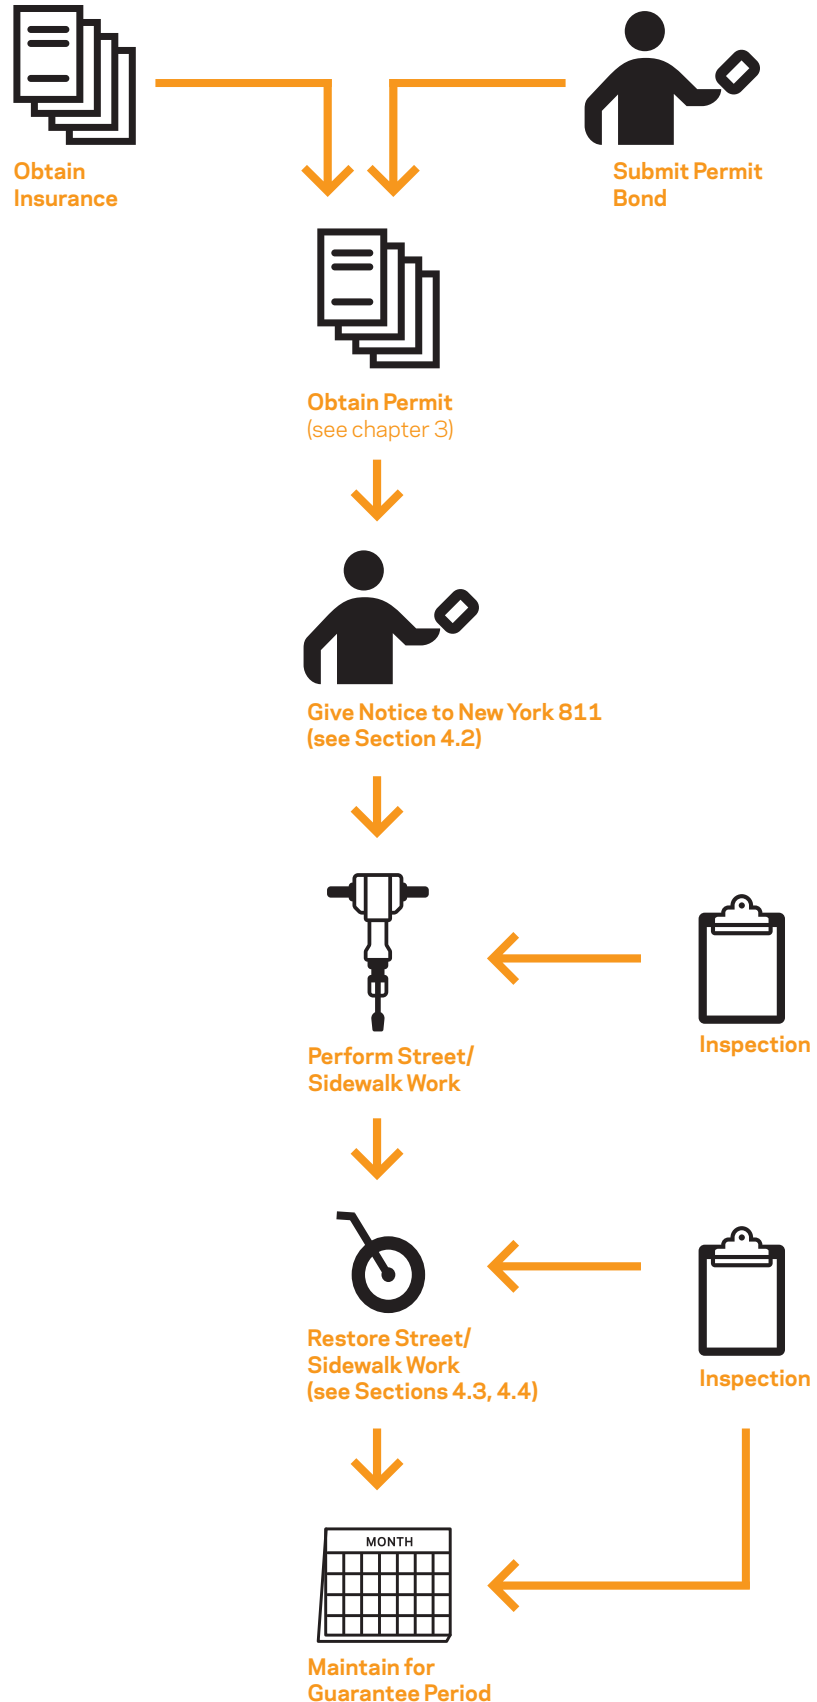 Obtain
Insurance
Submit Permit
Bond
Obtain Permit
(see chapter 3)
Give Notice to New York 811
(see Section 4.2)
Perform Street/
Sidewalk Work
Inspection
Restore Street/
Sidewalk Work
(see Sections 4.3, 4.4)
Inspection
MONTH
Maintain for
Guarantee Period